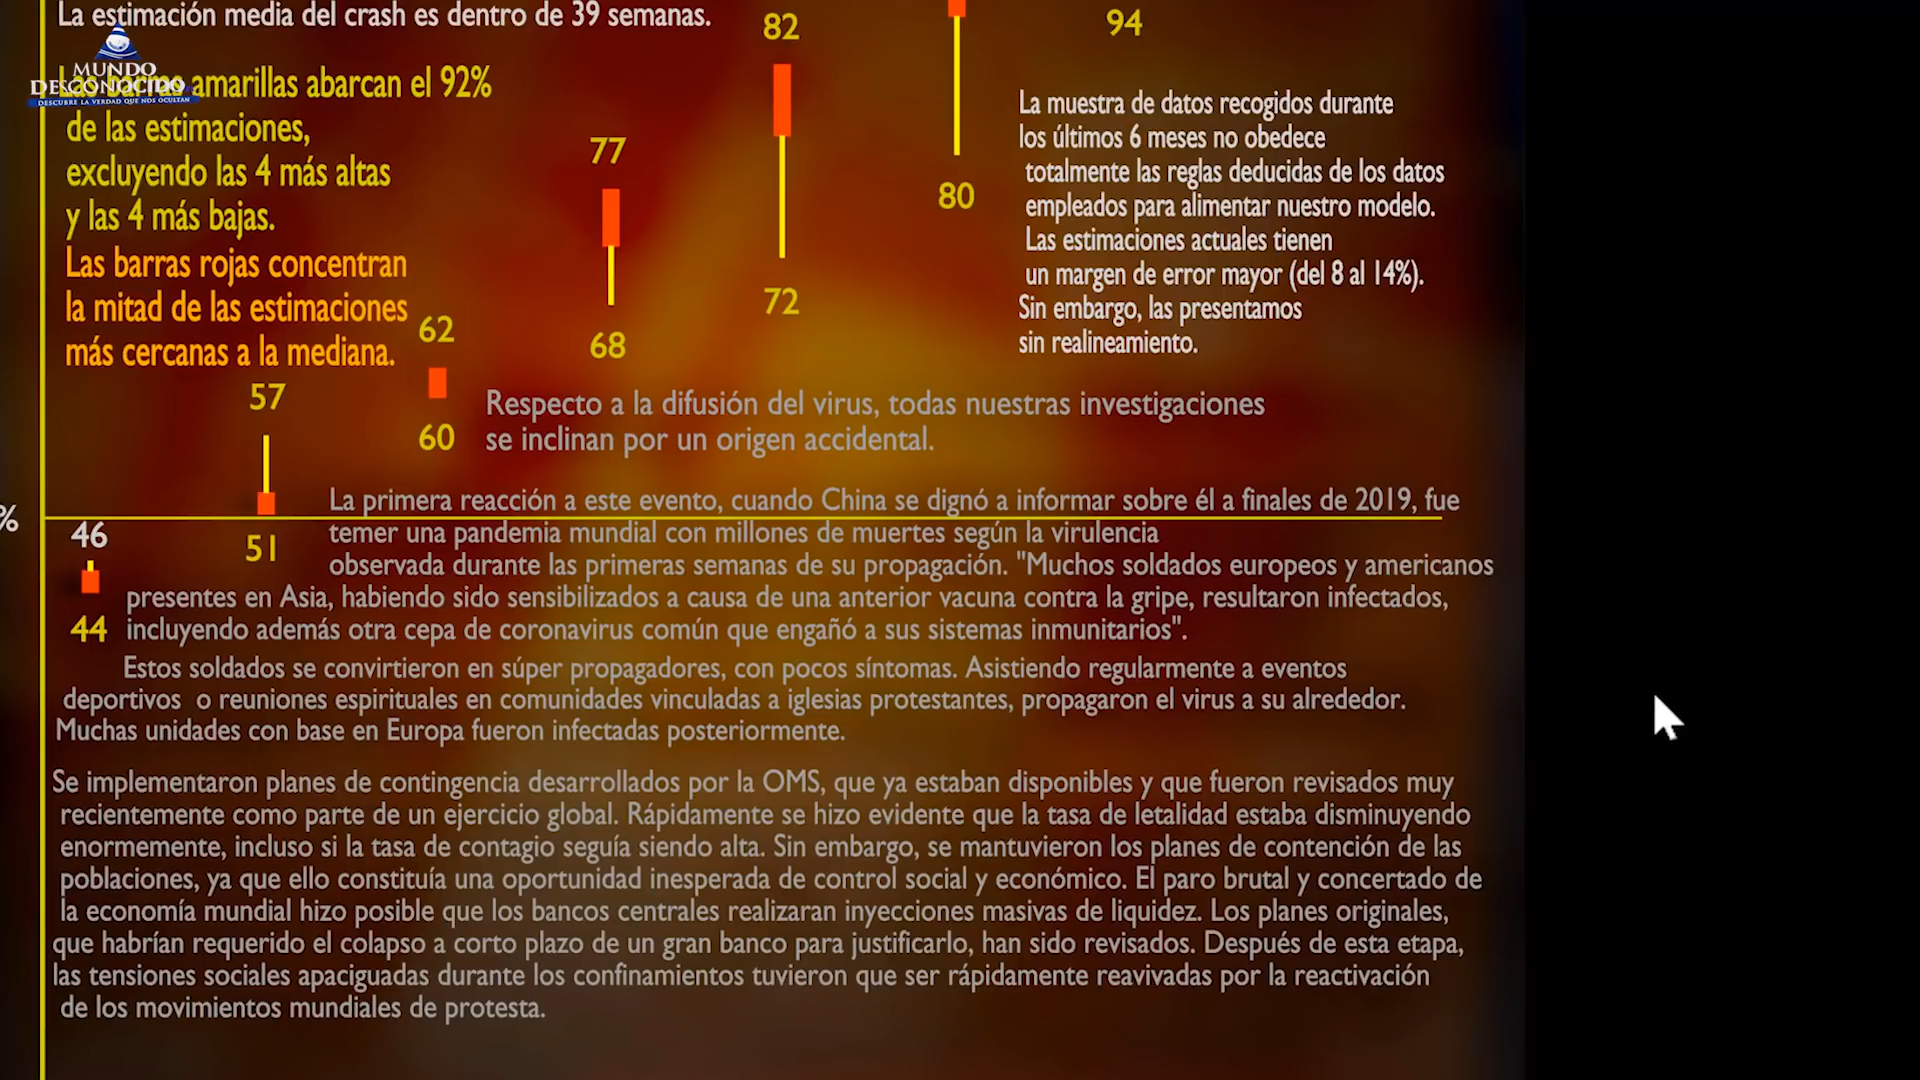 La estimación media del crash es dentro de 39 semanas.
MUNDO
DESCONOCIDO
DESCUBRE LA VERDAD QUE NOS OCULTAN
Las barras amarillas abarcan el 92%
de las estimaciones,
excluyendo las 4 más altas
y las 4 más bajas.
Las barras rojas concentran
la mitad de las estimaciones
más cercanas a la mediana.
82
94
77
80
72
68
62
57
60
51
%
46
44
La muestra de datos recogidos durante
los últimos 6 meses no obedece
totalmente las reglas deducidas de los datos
empleados para alimentar nuestro modelo.
Las estimaciones actuales tienen
un margen de error mayor (del 8 al 14%).
Sin embargo, las presentamos
sin realineamiento.
Respecto a la difusión del virus, todas nuestras investigaciones
se inclinan por un origen accidental.
La primera reacción a este evento, cuando China se dignó a informar sobre él a finales de 2019, fue
temer una pandemia mundial con millones de muertes según la virulencia
observada durante las primeras semanas de su propagación. "Muchos soldados europeos y americanos
presentes en Asia, habiendo sido sensibilizados a causa de una anterior vacuna contra la gripe, resultaron infectados,
incluyendo además otra cepa de coronavirus común que engañó a sus sistemas inmunitarios".
Estos soldados se convirtieron en súper propagadores, con pocos síntomas. Asistiendo regularmente a eventos
deportivos o reuniones espirituales en comunidades vinculadas a iglesias protestantes, propagaron el virus a su alrededor.
Muchas unidades con base en Europa fueron infectadas posteriormente.
Se implementaron planes de contingencia desarrollados por la OMS, que ya estaban disponibles y que fueron revisados muy
recientemente como parte de un ejercicio global. Rápidamente se hizo evidente que la tasa de letalidad estaba disminuyendo
enormemente, incluso si la tasa de contagio seguía siendo alta. Sin embargo, se mantuvieron los planes de contención de las
poblaciones, ya que ello constituía una oportunidad inesperada de control social y económico. El paro brutal y concertado de
la economía mundial hizo posible que los bancos centrales realizaran inyecciones masivas de liquidez. Los planes originales,
que habrían requerido el colapso a corto plazo de un gran banco para justificarlo, han sido revisados. Después de esta etapa,
las tensiones sociales apaciguadas durante los confinamientos tuvieron que ser rápidamente reavivadas por la reactivación
de los movimientos mundiales de protesta.